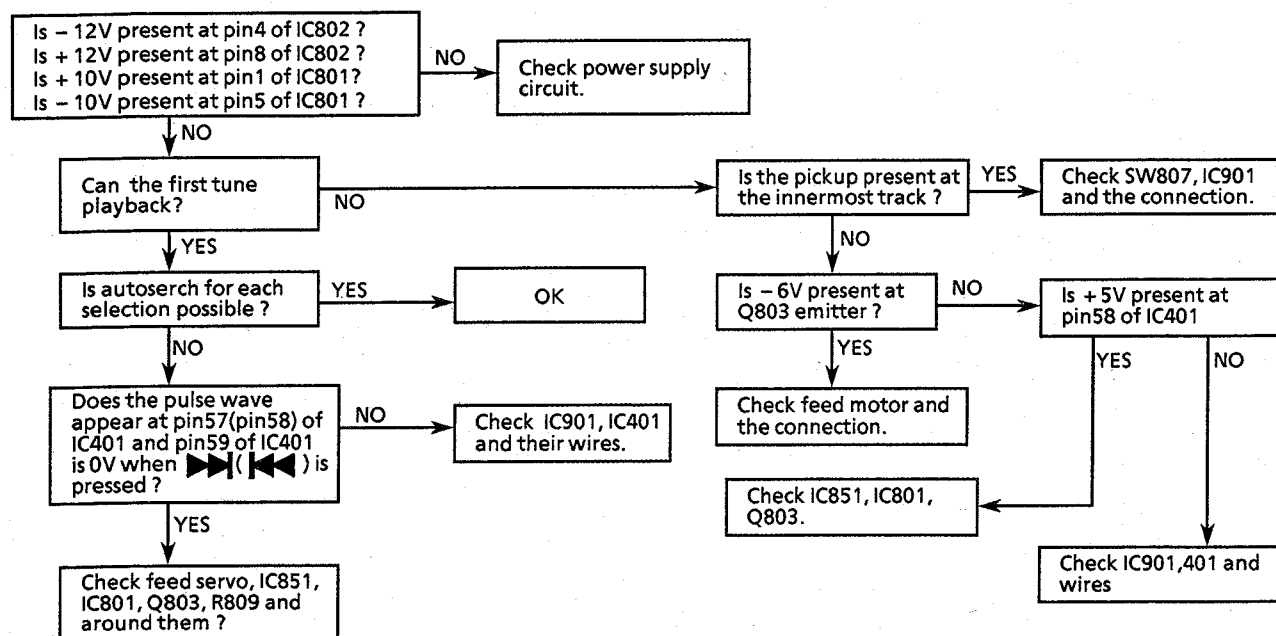 Is − 12V present at pin4 of IC802 ?
Is + 12V present at pin8 of IC802 ?
Is + 10V present at pin1 of IC801?
Is − 10V present at pin5 of IC801 ?
NO
Check power supply
circuit.
NO
Can the first tune
playback?
NO
Is the pickup present at
the innermost track ?
YES
Check SW807, IC901
and the connection.
YES
NO
Is autoserch for each
selection possible ?
YES
OK
Is − 6V present at
Q803 emitter ?
NO
Is + 5V present at
pin58 of IC401
NO
YES
YES
NO
Does the pulse wave
appear at pin57(pin58) of
IC401 and pin59 of IC401
is 0V when ▶▶| ( |◀◀ ) is
pressed ?
NO
Check IC901, IC401
and their wires.
Check feed motor and
the connection.
Check IC851, IC801,
Q803.
YES
Check IC901,401 and
wires
Check feed servo, IC851,
IC801, Q803, R809 and
around them ?